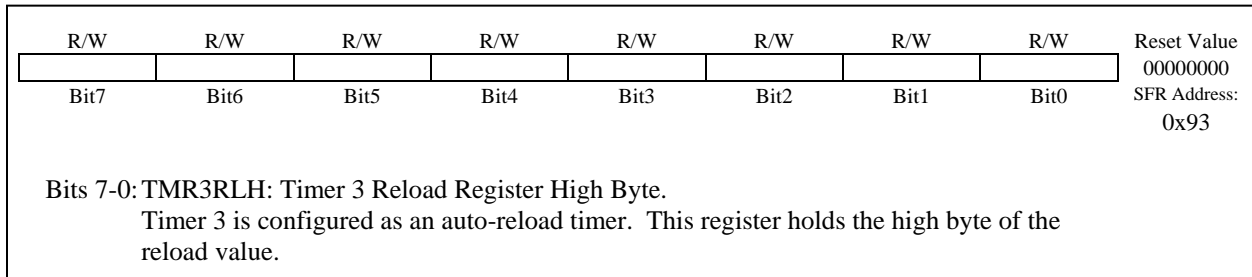 R/W R/W R/W R/W R/W R/W R/W R/W Reset Value
00000000
Bit7 Bit6 Bit5 Bit4 Bit3 Bit2 Bit1 Bit0 SFR Address:
0x93
Bits 7-0: TMR3RLH: Timer 3 Reload Register High Byte.
Timer 3 is configured as an auto-reload timer. This register holds the high byte of the
reload value.